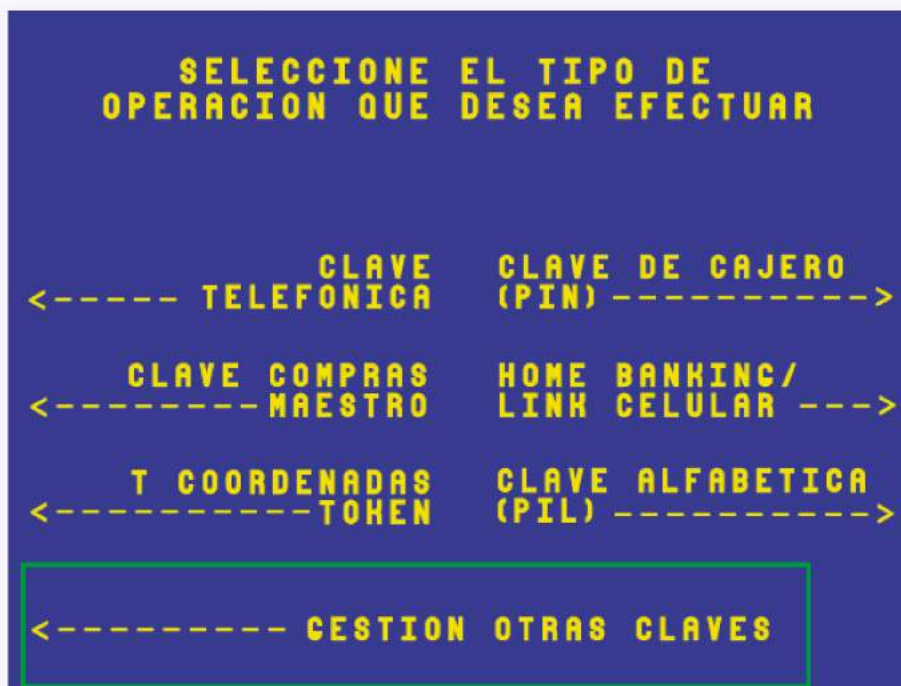 SELECCIONE EL TIPO DE
OPERACION QUE DESEA EFECTUAR
CLAVE
<----- TELEFONICA
CLAVE DE CAJERO
(PIN) ----------->
CLAVE COMPRAS
<---------MAESTRO
HOME BANKING/
LINK CELULAR --->
T COORDENADAS
<-----------TOKEN
CLAVE ALFABETICA
(PIL) ----------->
<---------- GESTION OTRAS CLAVES